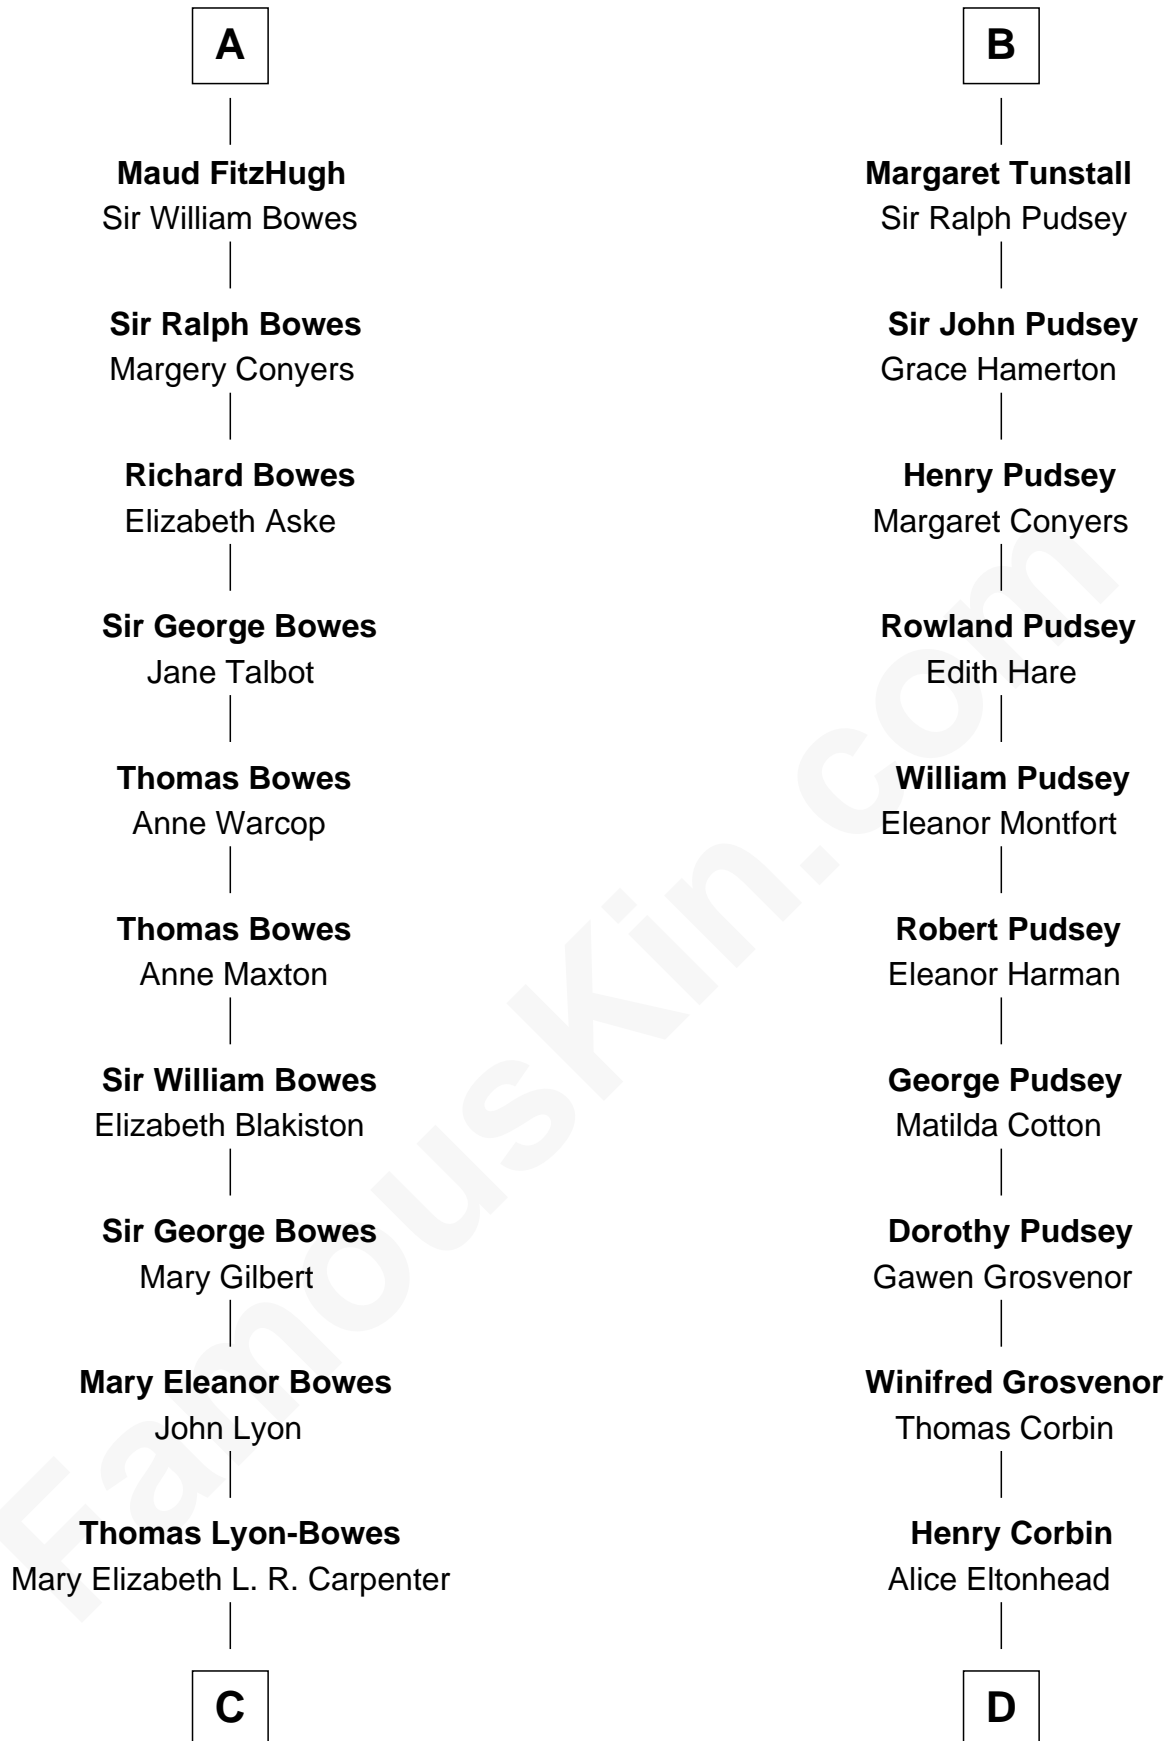 A
Maud FitzHugh
Sir William Bowes
Sir Ralph Bowes
Margery Conyers
Richard Bowes
Elizabeth Aske
Sir George Bowes
Jane Talbot
Thomas Bowes
Anne Warcop
Thomas Bowes
Anne Maxton
Sir William Bowes
Elizabeth Blakiston
Sir George Bowes
Mary Gilbert
Mary Eleanor Bowes
John Lyon
Thomas Lyon-Bowes
Mary Elizabeth L. R. Carpenter
C
B
Margaret Tunstall
Sir Ralph Pudsey
Sir John Pudsey
Grace Hamerton
Henry Pudsey
Margaret Conyers
Rowland Pudsey
Edith Hare
William Pudsey
Eleanor Montfort
Robert Pudsey
Eleanor Harman
George Pudsey
Matilda Cotton
Dorothy Pudsey
Gawen Grosvenor
Winifred Grosvenor
Thomas Corbin
Henry Corbin
Alice Eltonhead
D
FamousKin.com